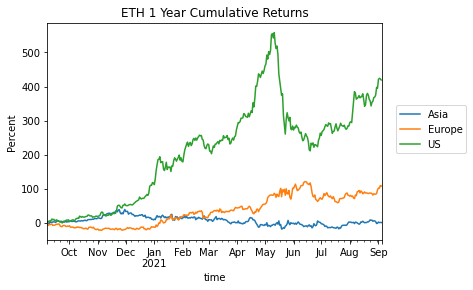 ETH 1 Year Cumulative Returns
Percent
500
400
300
200
100
0
Asia
Europe
US
Oct Nov Dec Jan Feb Mar Apr May Jun Jul Aug Sep
2021
time